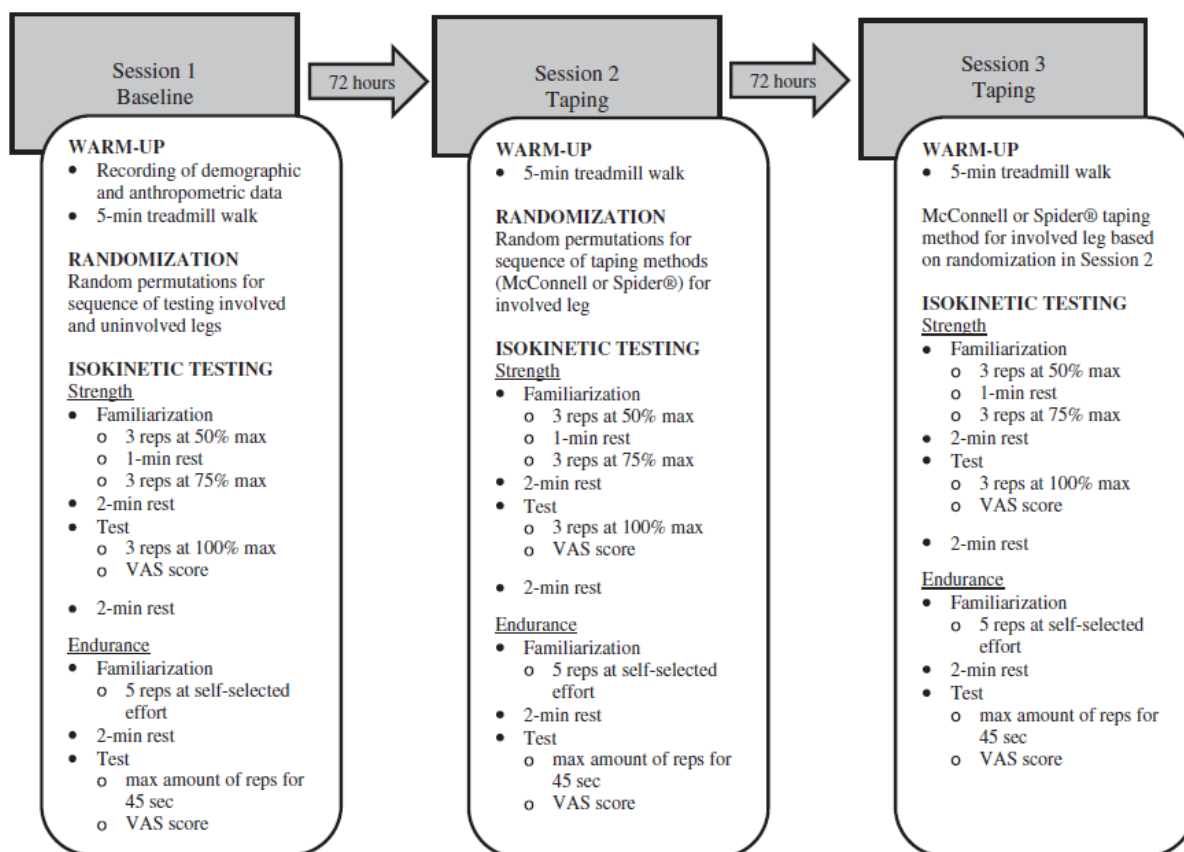 Session 1
Baseline
72 hours
Session 2
Taping
72 hours
Session 3
Taping
WARM-UP
• Recording of demographic
and anthropometric data
• 5-min treadmill walk
RANDOMIZATION
Random permutations for
sequence of testing involved
and uninvolved legs
ISOKINETIC TESTING
Strength
• Familiarization
o 3 reps at 50% max
o 1-min rest
o 3 reps at 75% max
• 2-min rest
• Test
o 3 reps at 100% max
o VAS score
• 2-min rest
Endurance
• Familiarization
o 5 reps at self-selected
effort
• 2-min rest
• Test
o max amount of reps for
45 sec
o VAS score
WARM-UP
• 5-min treadmill walk
RANDOMIZATION
Random permutations for
sequence of taping methods
(McConnell or Spider®) for
involved leg
ISOKINETIC TESTING
Strength
• Familiarization
o 3 reps at 50% max
o 1-min rest
o 3 reps at 75% max
• 2-min rest
• Test
o 3 reps at 100% max
o VAS score
• 2-min rest
Endurance
• Familiarization
o 5 reps at self-selected
effort
• 2-min rest
• Test
o max amount of reps for
45 sec
o VAS score
WARM-UP
• 5-min treadmill walk
McConnell or Spider® taping
method for involved leg based
on randomization in Session 2
ISOKINETIC TESTING
Strength
• Familiarization
o 3 reps at 50% max
o 1-min rest
o 3 reps at 75% max
• 2-min rest
• Test
o 3 reps at 100% max
o VAS score
• 2-min rest
Endurance
• Familiarization
o 5 reps at self-selected
effort
• 2-min rest
• Test
o max amount of reps for
45 sec
o VAS score